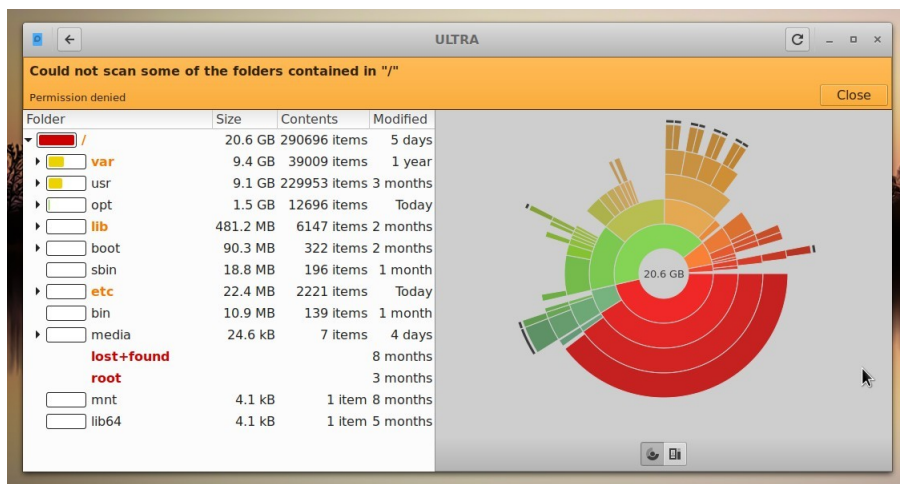 ULTRA
Could not scan some of the folders contained in "/"
Permission denied
Close
Folder Size Contents Modified
/ 20.6 GB 290696 items 5 days
var 9.4 GB 39009 items 1 year
usr 9.1 GB 229953 items 3 months
opt 1.5 GB 12696 items Today
lib 481.2 MB 6147 items 2 months
boot 90.3 MB 322 items 2 months
sbin 18.8 MB 196 items 1 month
etc 22.4 MB 2221 items Today
bin 10.9 MB 139 items 1 month
media 24.6 kB 7 items 4 days
lost+found 8 months
root 3 months
mnt 4.1 kB 1 item 8 months
lib64 4.1 kB 1 item 5 months
20.6 GB